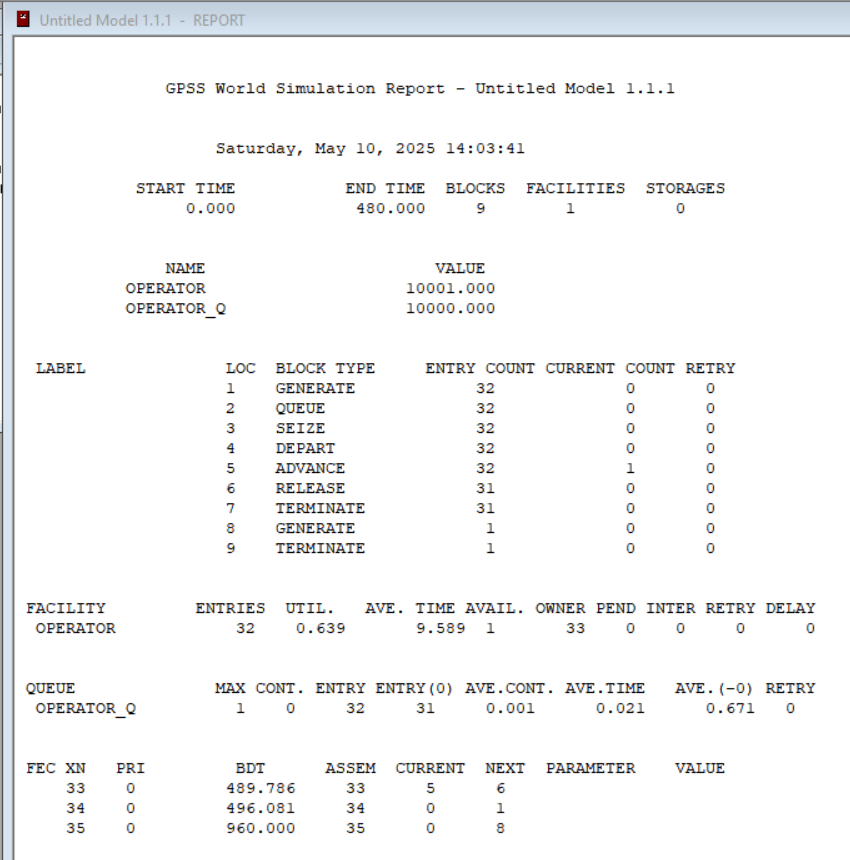 Untitled Model 1.1.1 - REPORT
GPSS World Simulation Report - Untitled Model 1.1.1
Saturday, May 10, 2025 14:03:41
START TIME END TIME BLOCKS FACILITIES STORAGES
0.000 480.000 9 1 0
NAME VALUE
OPERATOR 10001.000
OPERATOR_Q 10000.000
LABEL LOC BLOCK TYPE ENTRY COUNT CURRENT COUNT RETRY
1 GENERATE 32 0 0
2 QUEUE 32 0 0
3 SEIZE 32 0 0
4 DEPART 32 0 0
5 ADVANCE 32 1 0
6 RELEASE 31 0 0
7 TERMINATE 31 0 0
8 GENERATE 1 0 0
9 TERMINATE 1 0 0
FACILITY ENTRIES UTIL. AVE. TIME AVAIL. OWNER PEND INTER RETRY DELAY
OPERATOR 32 0.639 9.589 1 33 0 0 0 0
QUEUE MAX CONT. ENTRY ENTRY(0) AVE.CONT. AVE.TIME AVE.(-0) RETRY
OPERATOR_Q 1 0 32 31 0.001 0.021 0.671 0
FEC XN PRI BDT ASSEM CURRENT NEXT PARAMETER VALUE
33 0 489.786 33 5 6
34 0 496.081 34 0 1
35 0 960.000 35 0 8